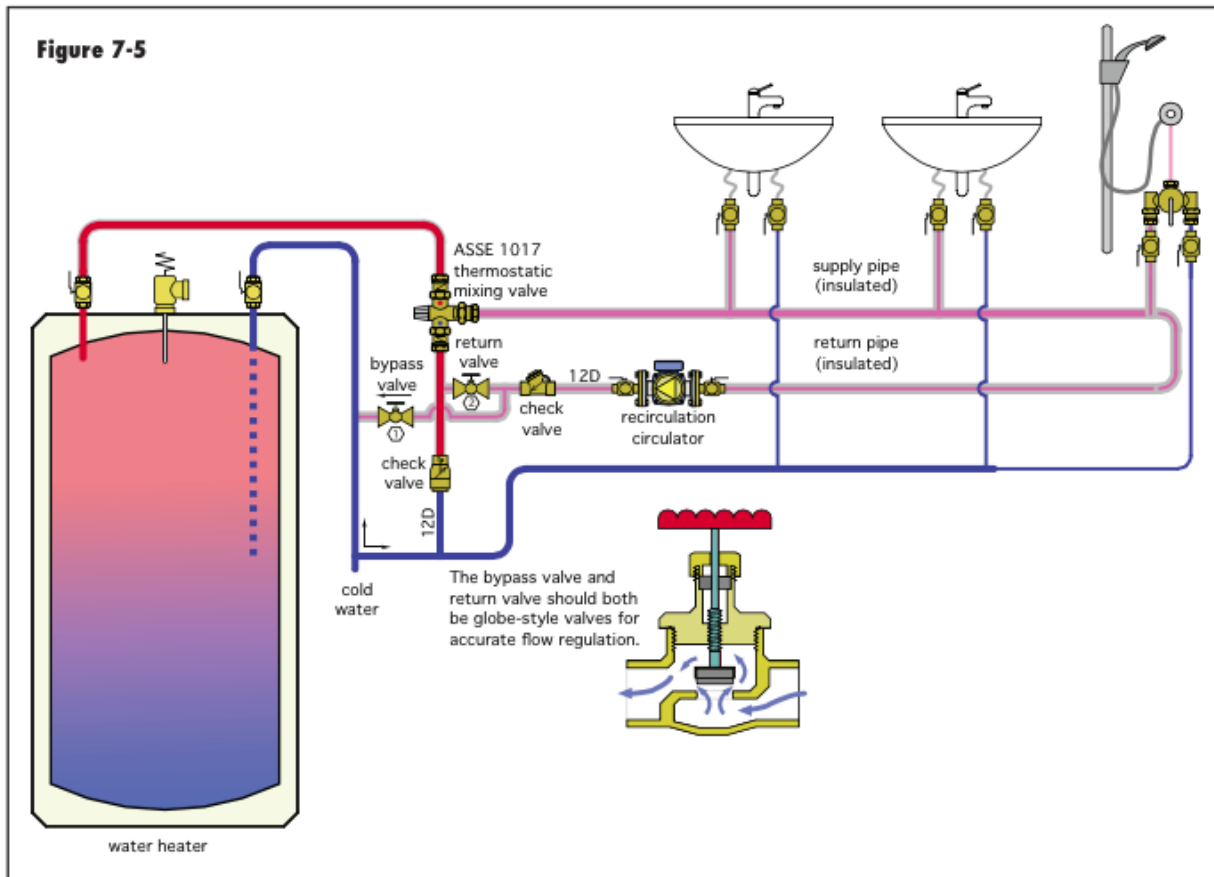 Figure 7-5
ASSE 1017
thermostatic
mixing valve
supply pipe
(insulated)
return
valve
return pipe
(insulated)
bypass
valve
12D
2
1
check
valve
recirculation
circulator
check
valve
12D
cold
water
The bypass valve and
return valve should both
be globe-style valves for
accurate flow regulation.
water heater